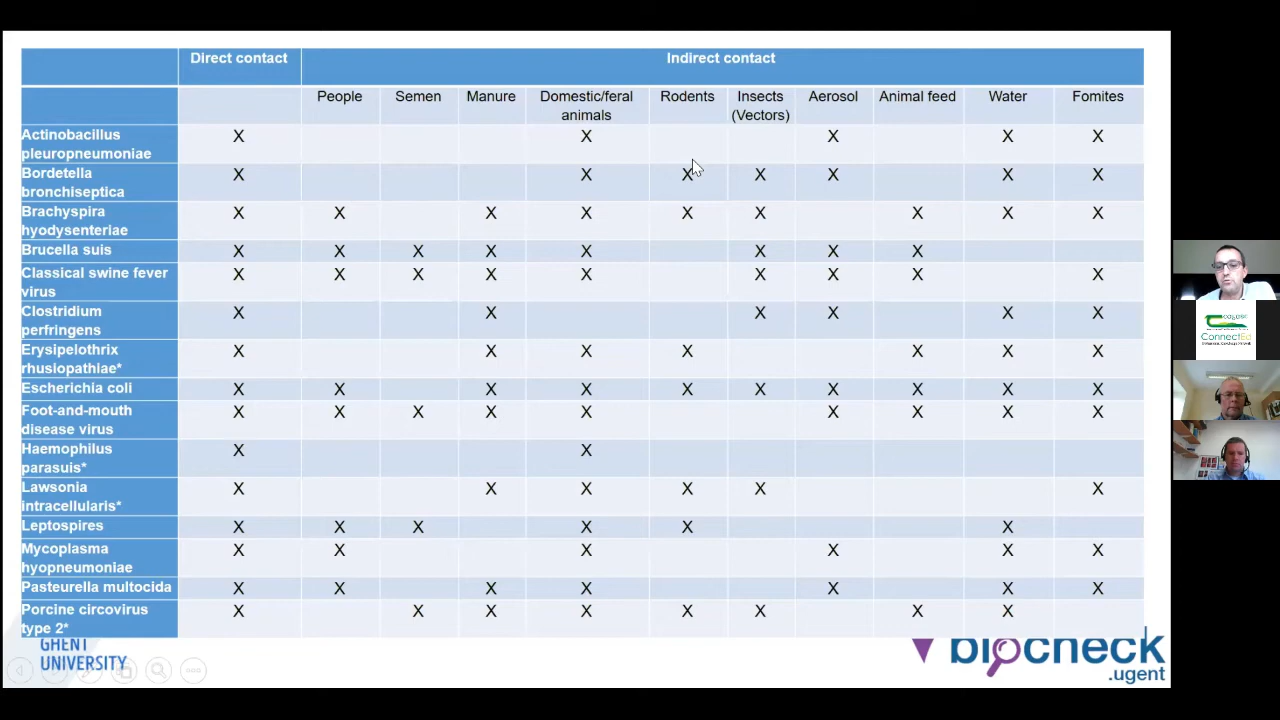 Direct contact Indirect contact
People Semen Manure Domestic/feral animals Rodents Insects (Vectors) Aerosol Animal feed Water Fomites
Actinobacillus pleuropneumoniae X X X X X
Bordetella bronchiseptica X X X X X X X
Brachyspira hyodysenteriae X X X X X X X X X
Brucella suis X X X X X X X X
Classical swine fever virus X X X X X X X X X
Clostridium perfringens X X X X X X
Erysipelothrix rhusiopathiae* X X X X X X X
Escherichia coli X X X X X X X X X X
Foot-and-mouth disease virus X X X X X X X X X
Haemophilus parasuis* X X
Lawsonia intracellularis* X X X X X X
Leptospires X X X X X X
Mycoplasma hyopneumoniae X X X X X X
Pasteurella multocida X X X X X X X
Porcine circovirus type 2* X X X X X X X X
GHENT
UNIVERSITY
biocheck
.ugent
ConnectEd